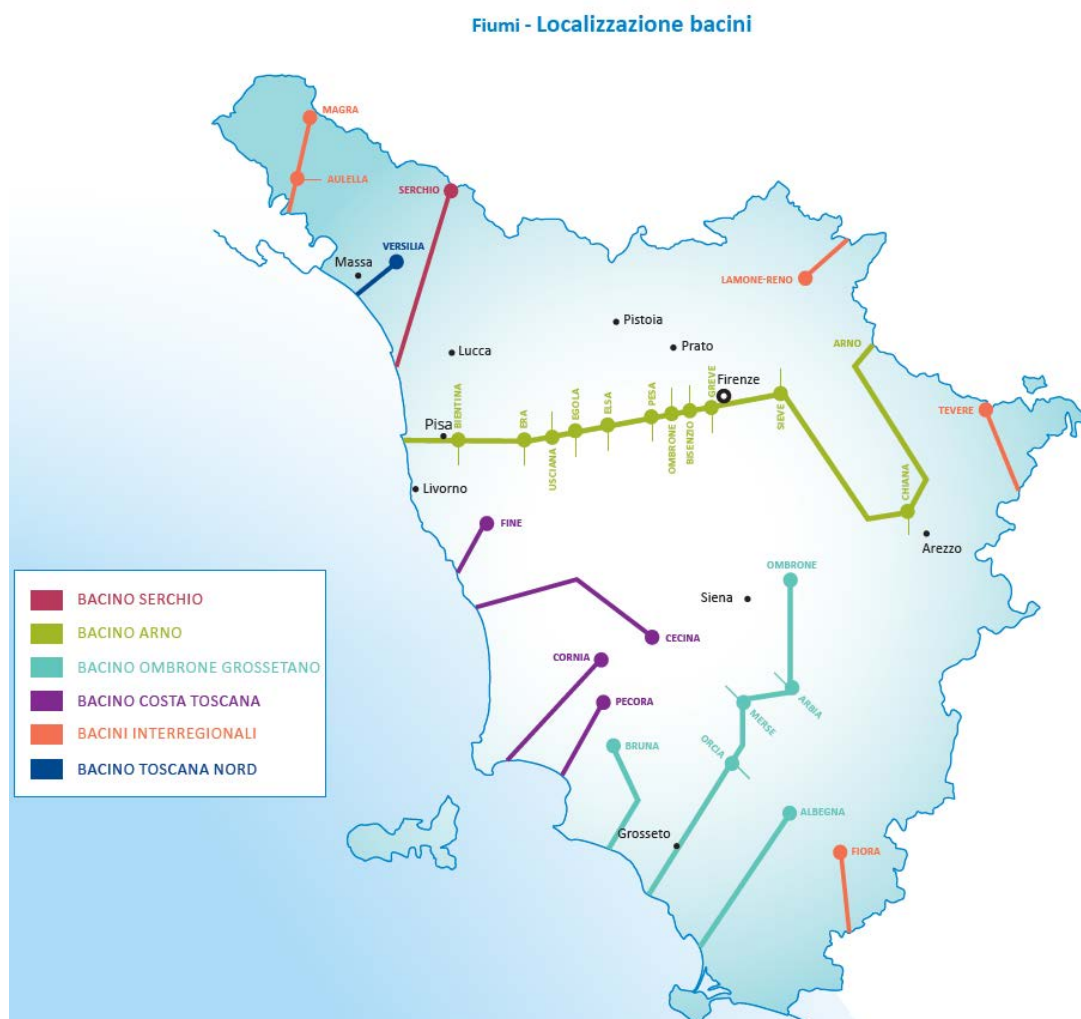 Fiumi - Localizzazione bacini
MAGRA
AULELLA
SERCHIO
VERSILIA
Massa
LAMONE-RENO
Pistoia
Prato
Lucca
ARNO
Firenze
TEVERE
Pisa
BIENTINA
ERA
USCIANA
EGOLA
ELSA
PESA
OMBRONE
BISENZIO
GREVE
SIEVE
CHIANA
Livorno
FINE
Arezzo
OMBRONE
Siena
CECINA
CORNIA
PECORA
ARBIA
MERSE
ORCIA
BRUNA
ALBEGNA
Grosseto
FIORA
BACINO SERCHIO
BACINO ARNO
BACINO OMBRONE GROSSETANO
BACINO COSTA TOSCANA
BACINI INTERREGIONALI
BACINO TOSCANA NORD